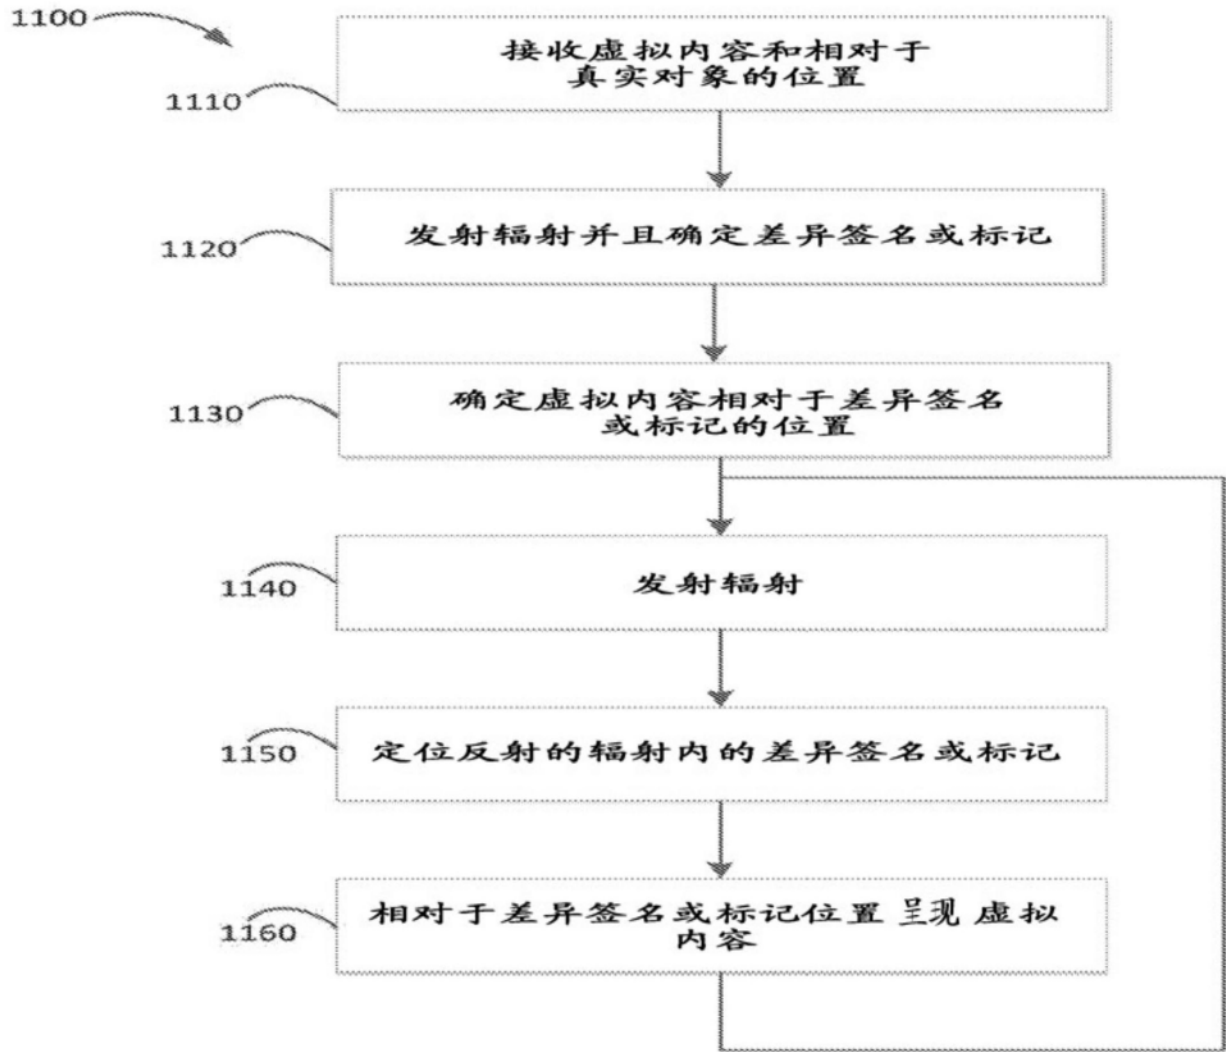 1100
接收虚拟内容和相对于
真实对象的位置
1110
发射辐射并且确定差异签名或标记
1120
确定虚拟内容相对于差异签名
或标记的位置
1130
发射辐射
1140
定位反射的辐射内的差异签名或标记
1150
相对于差异签名或标记位置呈现虚拟
内容
1160